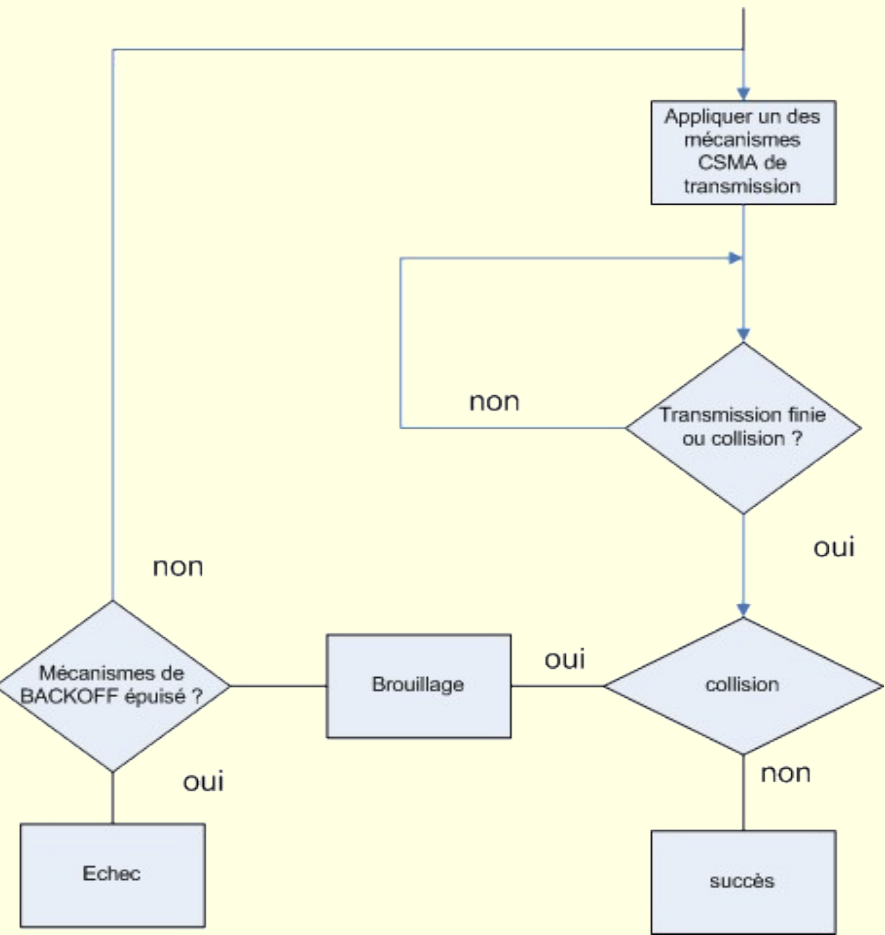 Appliquer un des
mécanismes
CSMA de
transmission
non
Transmission finie
ou collision ?
oui
non
Mécanismes de
BACKOFF épuisé ?
Brouillage
oui
collision
oui
non
Echec
succès